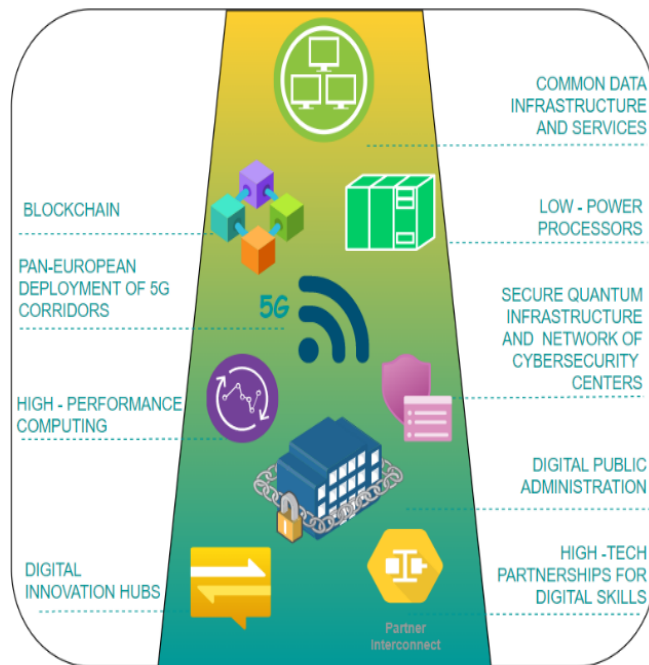 COMMON DATA
INFRASTRUCTURE
AND SERVICES
BLOCKCHAIN
LOW - POWER
PROCESSORS
PAN-EUROPEAN
DEPLOYMENT OF 5G
CORRIDORS
5G
SECURE QUANTUM
INFRASTRUCTURE
AND NETWORK OF
CYBERSECURITY
CENTERS
HIGH - PERFORMANCE
COMPUTING
DIGITAL PUBLIC
ADMINISTRATION
DIGITAL
INNOVATION HUBS
HIGH -TECH
PARTNERSHIPS FOR
DIGITAL SKILLS
Partner
Interconnect